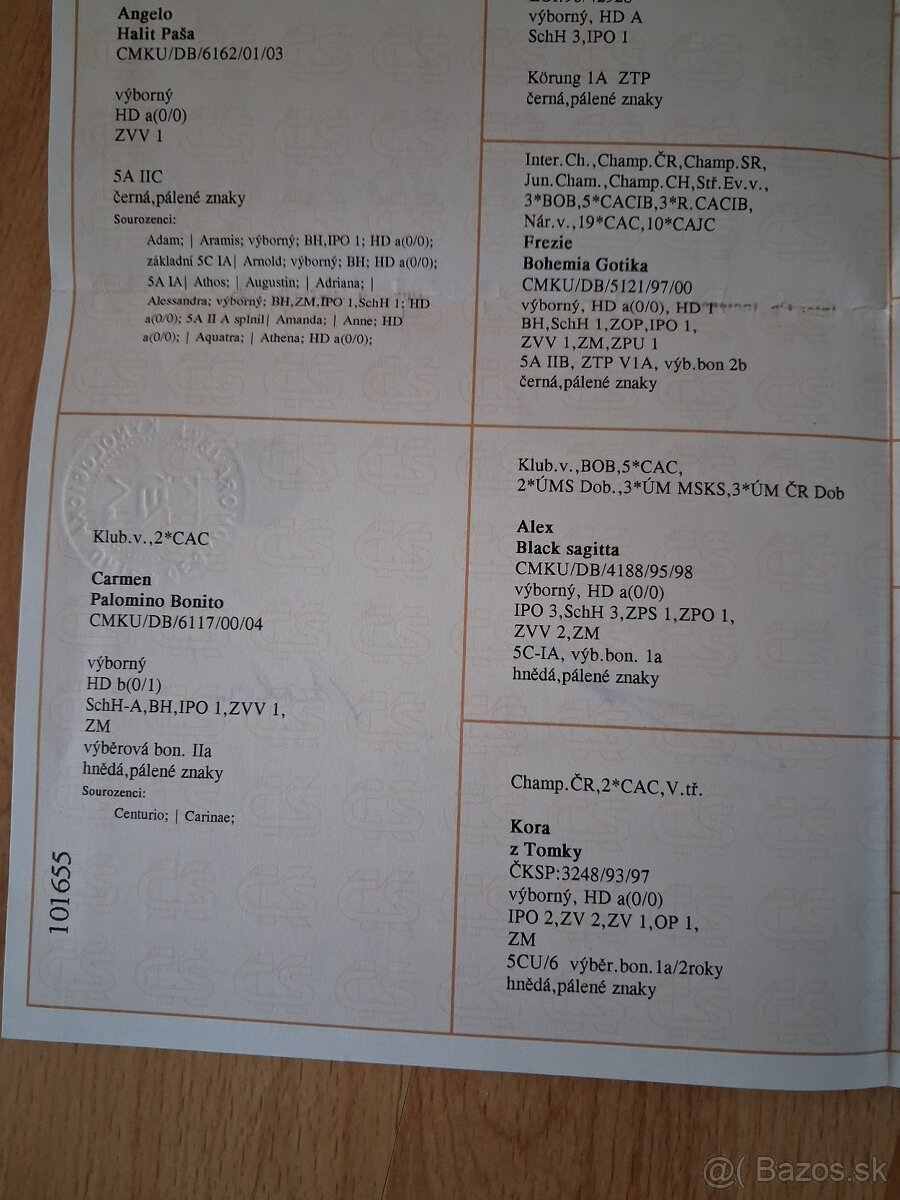 Angelo
Halit Paša
CMKU/DB/6162/01/03
výborný
HD a(0/0)
ZVV 1
5A IIC
černá,pálené znaky
Sourozenci:
Adam; | Aramis; výborný; BH,IPO 1; HD a(0/0);
základní 5C IA| Arnold; výborný; BH; HD a(0/0);
5A IA| Athos; | Augustin; | Adriana; |
Alessandra; výborný; BH,ZM,IPO 1,SchH 1; HD
a(0/0); 5A II A splnil| Amanda; | Anne; HD
a(0/0); | Aquatra; | Athena; HD a(0/0);
výborný, HD A
SchH 3,IPO 1
Körung 1A ZTP
černá,pálené znaky
Inter.Ch.,Champ.ČR,Champ.SR,
Jun.Cham.,Champ.CH,Stř.Ev.v.,
3*BOB,5*CACIB,3*R.CACIB,
Nár.v.,19*CAC,10*CAJC
Frezie
Bohemia Gotika
CMKU/DB/5121/97/00
výborný, HD a(0/0), HD
BH,SchH 1,ZOP,IPO 1,
ZVV 1,ZM,ZPU 1
5A IIB, ZTP V1A, výb.bon 2b
černá,pálené znaky
Klub.v.,2*CAC
Carmen
Palomino Bonito
CMKU/DB/6117/00/04
výborný
HD b(0/1)
SchH-A,BH,IPO 1,ZVV 1,
ZM
výběrová bon. IIa
hnědá,pálené znaky
Sourozenci:
Centurio; | Carinae;
101655
Klub.v.,BOB,5*CAC,
2*ÚMS Dob.,3*ÚM MSKS,3*ÚM ČR Dob
Alex
Black sagitta
CMKU/DB/4188/95/98
výborný, HD a(0/0)
IPO 3,SchH 3,ZPS 1,ZPO 1,
ZVV 2,ZM
5C-IA, výb.bon. 1a
hnědá,pálené znaky
Champ.ČR,2*CAC,V.tř.
Kora
z Tomky
ČKSP:3248/93/97
výborný, HD a(0/0)
IPO 2,ZV 2,ZV 1,OP 1,
ZM
5CU/6 výběr.bon.1a/2roky
hnědá,pálené znaky
@( Bazos.sk